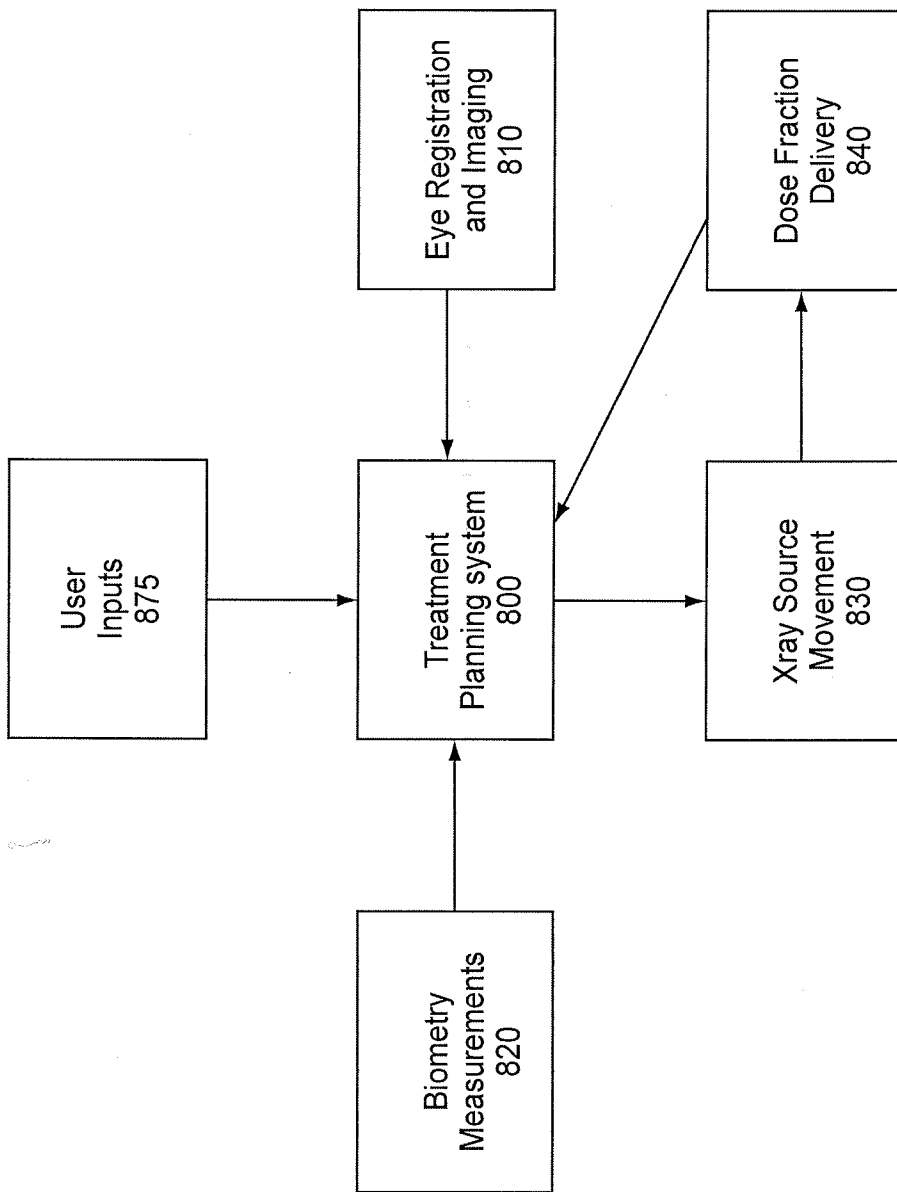 User
Inputs
875
Biometry
Measurements
820
Treatment
Planning system
800
Eye Registration
and Imaging
810
Xray Source
Movement
830
Dose Fraction
Delivery
840